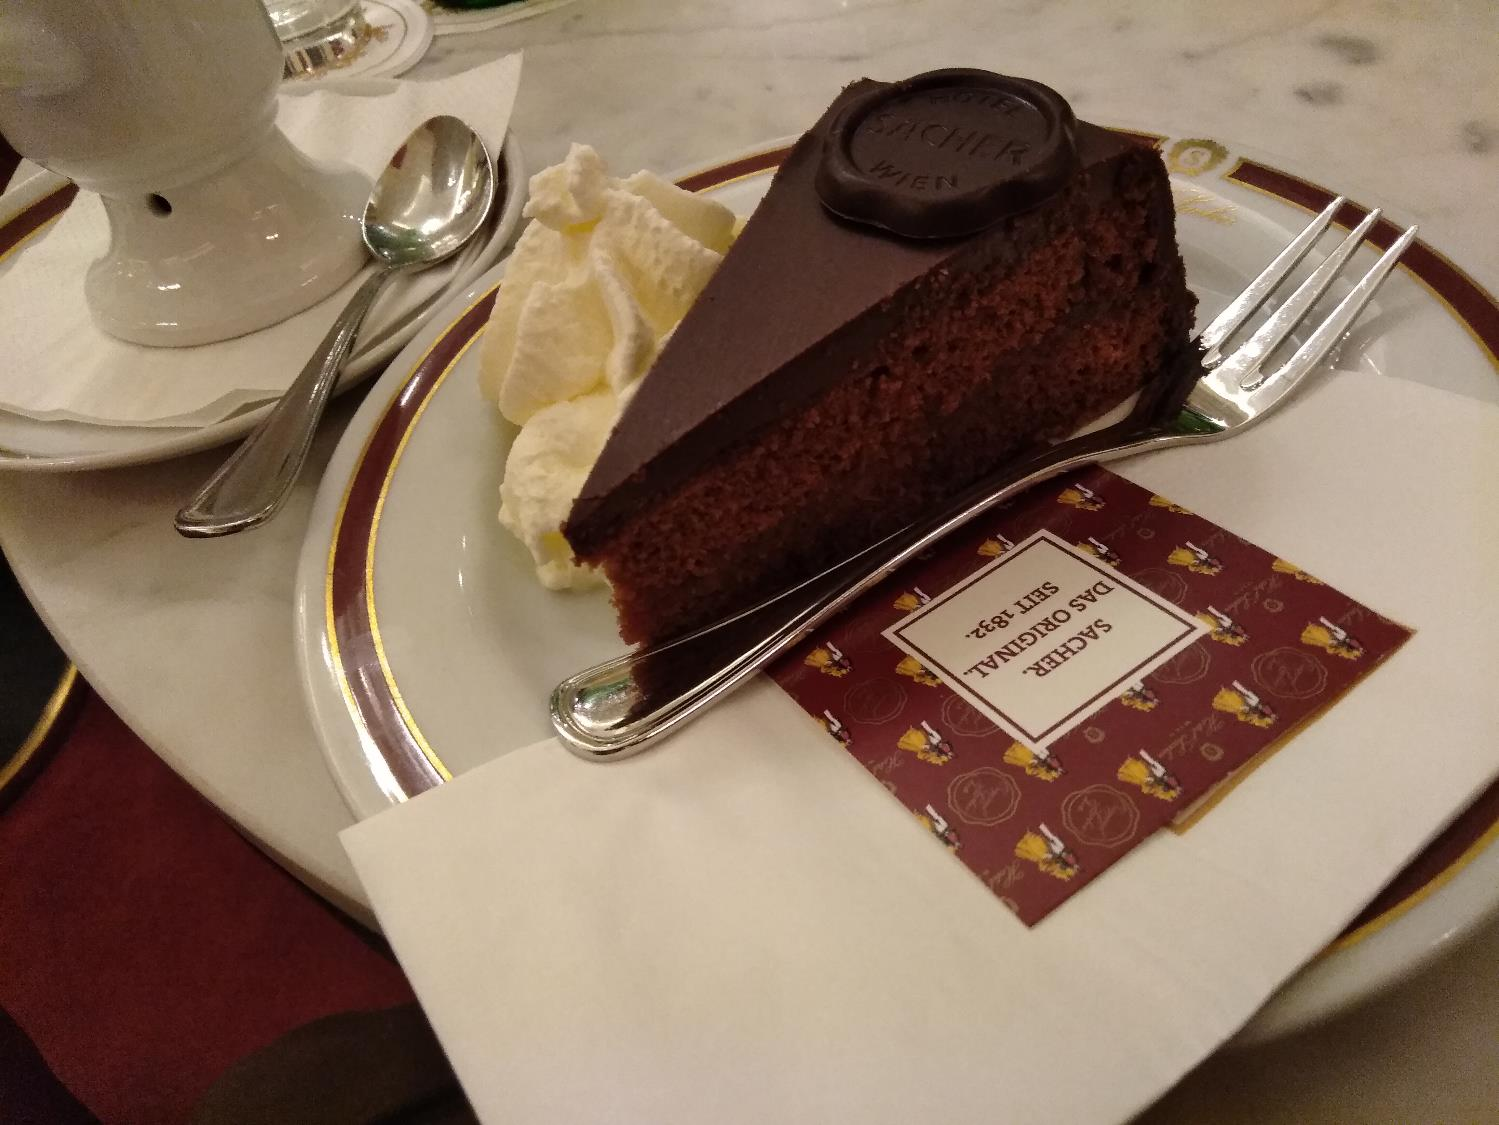 HOTEL
SACHER
WIEN
S
SACHER.
DAS ORIGINAL.
SEIT 1832.